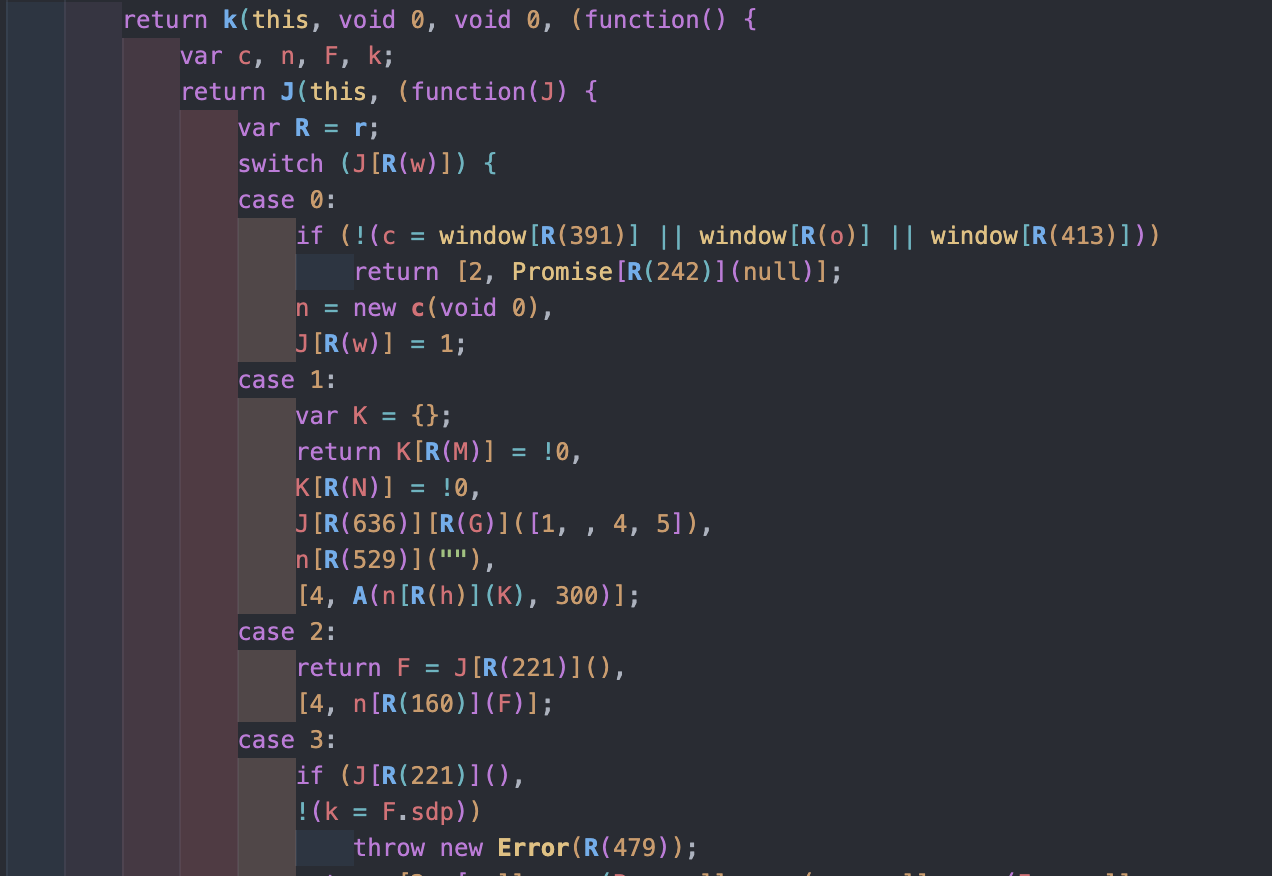 return k(this, void 0, void 0, (function() {
var c, n, F, k;
return J(this, (function(J) {
var R = r;
switch (J[R(w)]) {
case 0:
if (!(c = window[R(391)] || window[R(o)] || window[R(413)]))
return [2, Promise[R(242)](null)];
n = new c(void 0),
J[R(w)] = 1;
case 1:
var K = {};
return K[R(M)] = !0,
K[R(N)] = !0,
J[R(636)][R(G)]([1, , 4, 5]),
n[R(529)](""),
[4, A(n[R(h)](K), 300)];
case 2:
return F = J[R(221)](),
[4, n[R(160)](F)];
case 3:
if (J[R(221)](),
!(k = F.sdp))
throw new Error(R(479));